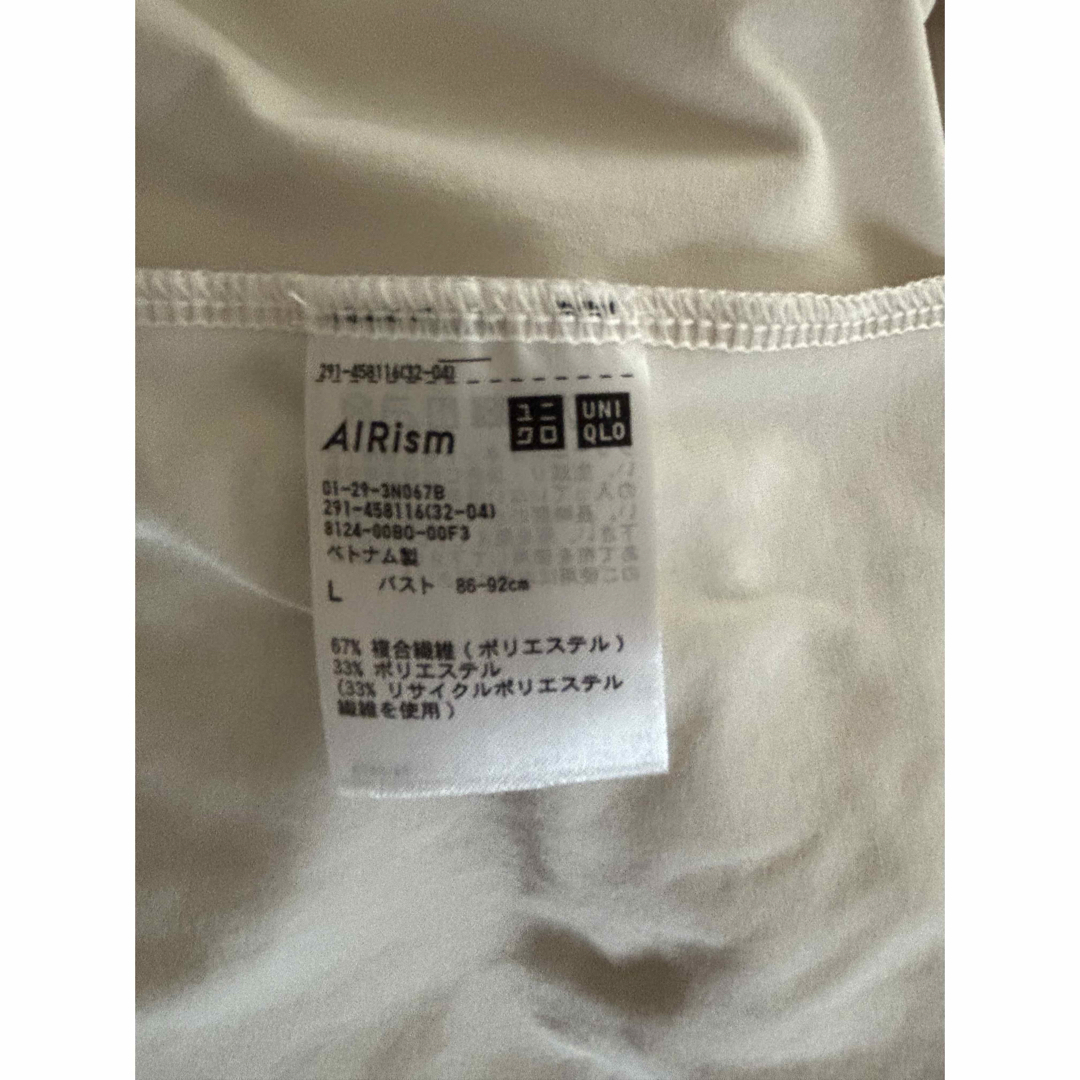 291-458116(32-04)
AIRism ユニクロ UNIQLO
01-29-3N067B
291-458116(32-04)
8124-00BO-00F3
ベトナム製
L バスト 86-92cm
67% 複合繊維(ポリエステル)
33% ポリエステル
(33% リサイクルポリエステル
繊維を使用)